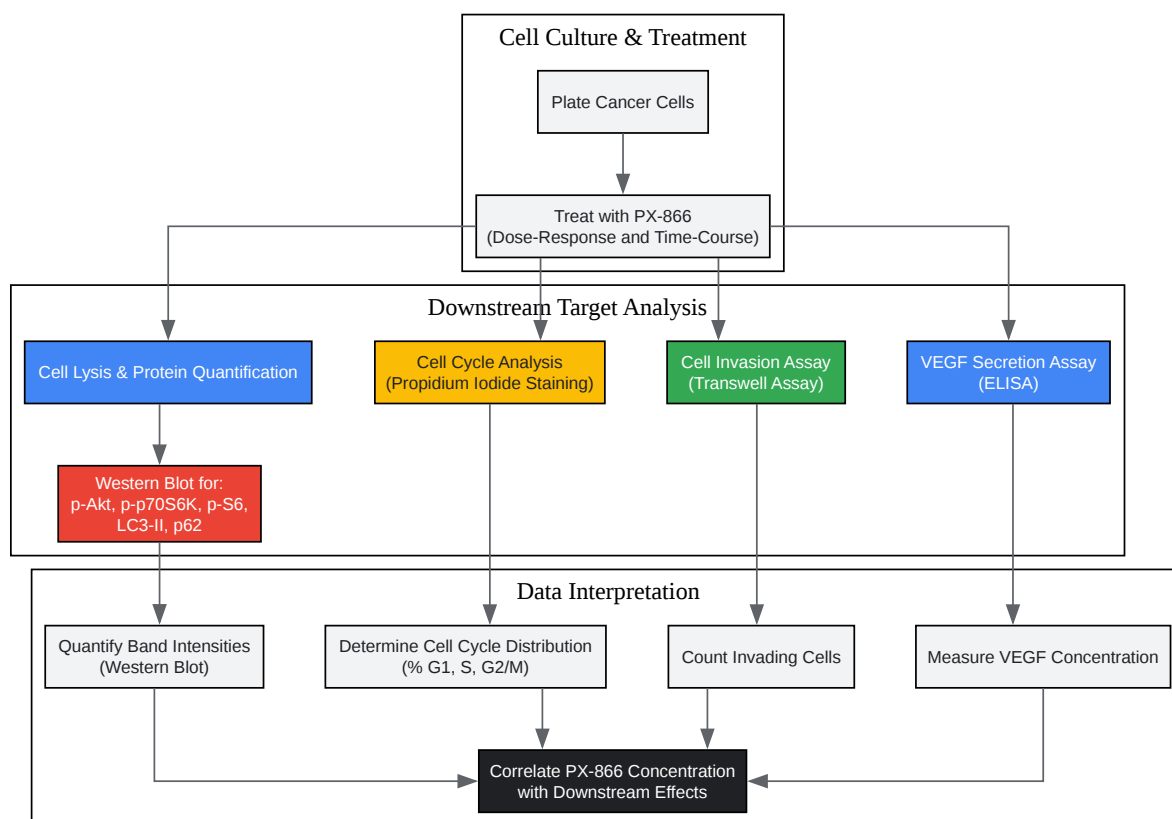 Cell Culture & Treatment
Plate Cancer Cells
Treat with PX-866
(Dose-Response and Time-Course)
Downstream Target Analysis
Cell Lysis & Protein Quantification
Cell Cycle Analysis
(Propidium Iodide Staining)
Cell Invasion Assay
(Transwell Assay)
VEGF Secretion Assay
(ELISA)
Western Blot for:
p-Akt, p-p70S6K, p-S6,
LC3-II, p62
Data Interpretation
Quantify Band Intensities
(Western Blot)
Determine Cell Cycle Distribution
(% G1, S, G2/M)
Count Invading Cells
Measure VEGF Concentration
Correlate PX-866 Concentration
with Downstream Effects